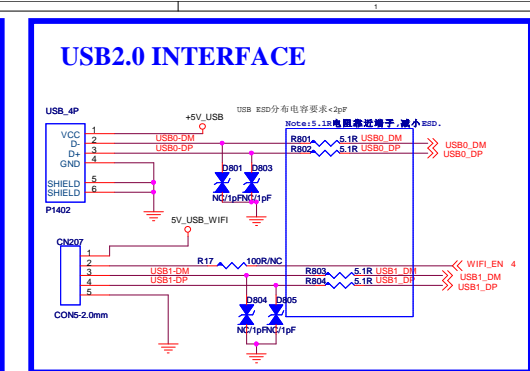 1
USB2.0 INTERFACE
USB_4P
+5V_USB
USB ESD分布电容要求<2pF
Note:5.1R电阻靠近端子,减小ESD.
VCC 1
D- 2 USB0-DM R801 5.1R USB0_DM USB0_DM
D+ 3 USB0-DP R802 5.1R USB0_DP USB0_DP
GND 4
SHIELD 5
SHIELD 6
D801 D803
NC/1pF NC/1pF
P1402
5V_USB_WIFI
CN207
1
2 R17 100R/NC WIFI_EN 4
3 USB1-DM R803 5.1R USB1_DM USB1_DM
4 USB1-DP R804 5.1R USB1_DP USB1_DP
5
D804 D805
CON5-2.0mm
NC/1pF NC/1pF